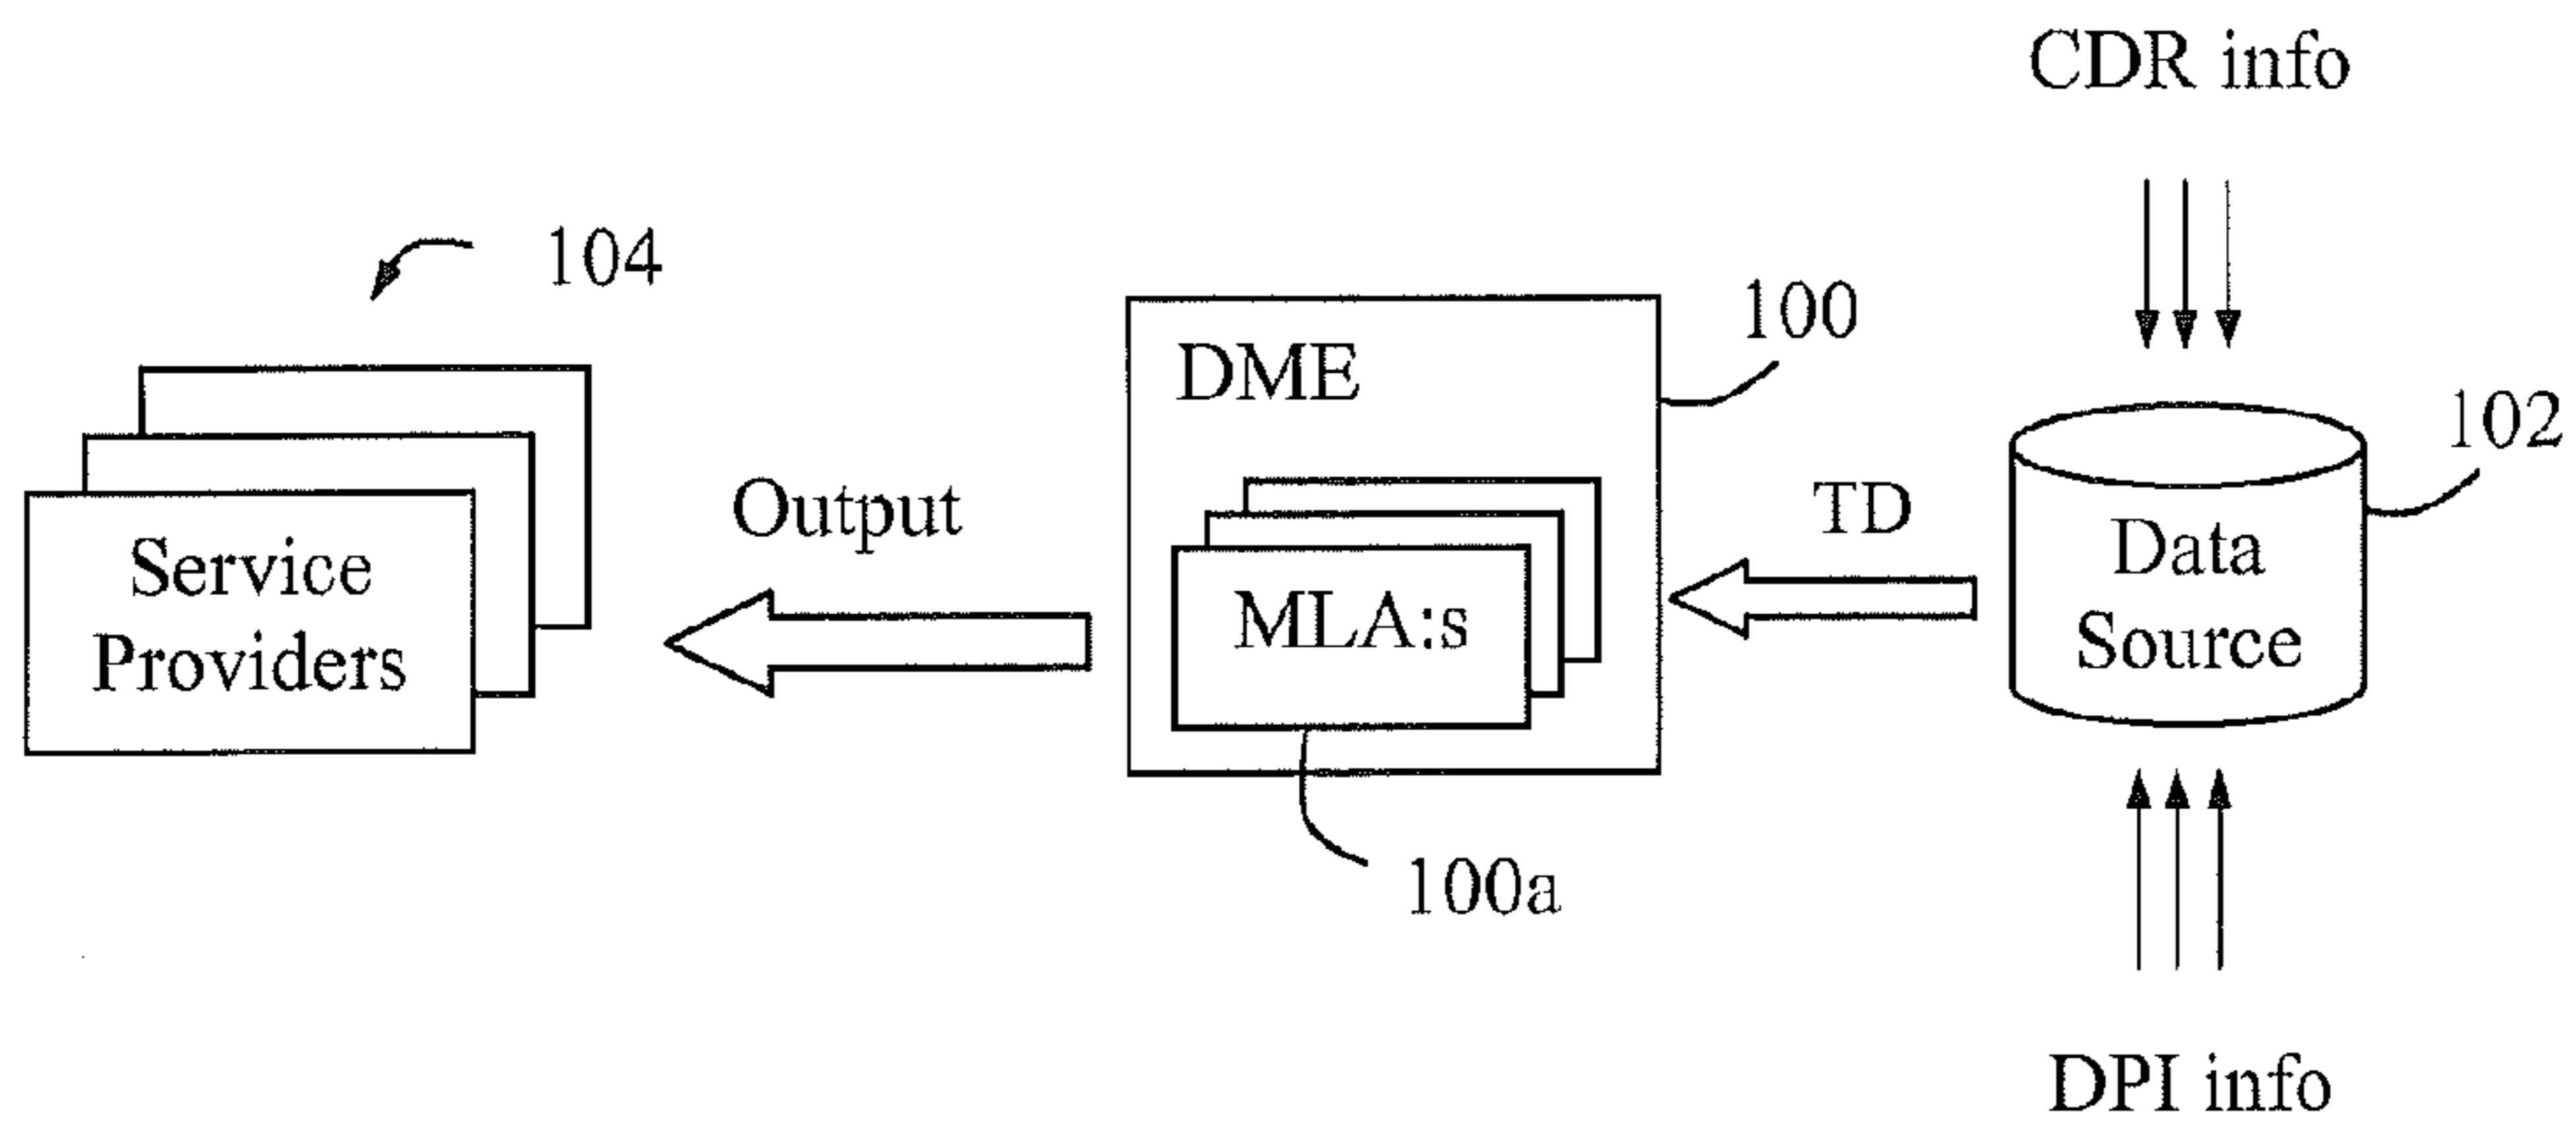 CDR info
104
100
DME
102
Output
TD
Service
Providers
MLA:s
Data
Source
100a
DPI info